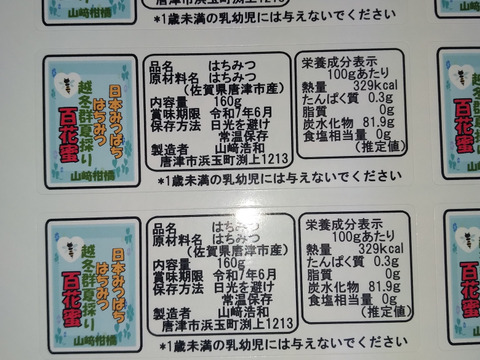 唐津市浜玉町渕上1213
*1歳未満の乳幼児には与えないでください
日本みつばち
はちみつ
越冬群夏採り
百花蜜
山﨑柑橘
品名 はちみつ
原材料名 はちみつ
(佐賀県唐津市産)
内容量 160g
賞味期限 令和7年6月
保存方法 日光を避け
常温保存
製造者 山﨑浩和
唐津市浜玉町渕上1213
栄養成分表示
100gあたり
熱量 329kcal
たんぱく質 0.3g
脂質 0g
炭水化物 81.9g
食塩相当量 0g
(推定値)
*1歳未満の乳幼児には与えないでください
日本みつばち
はちみつ
越冬群夏採り
百花蜜
山﨑柑橘
品名 はちみつ
原材料名 はちみつ
(佐賀県唐津市産)
内容量 160g
賞味期限 令和7年6月
保存方法 日光を避け
常温保存
製造者 山﨑浩和
唐津市浜玉町渕上1213
栄養成分表示
100gあたり
熱量 329kcal
たんぱく質 0.3g
脂質 0g
炭水化物 81.9g
食塩相当量 0g
(推定値)
*1歳未満の乳幼児には与えないでください